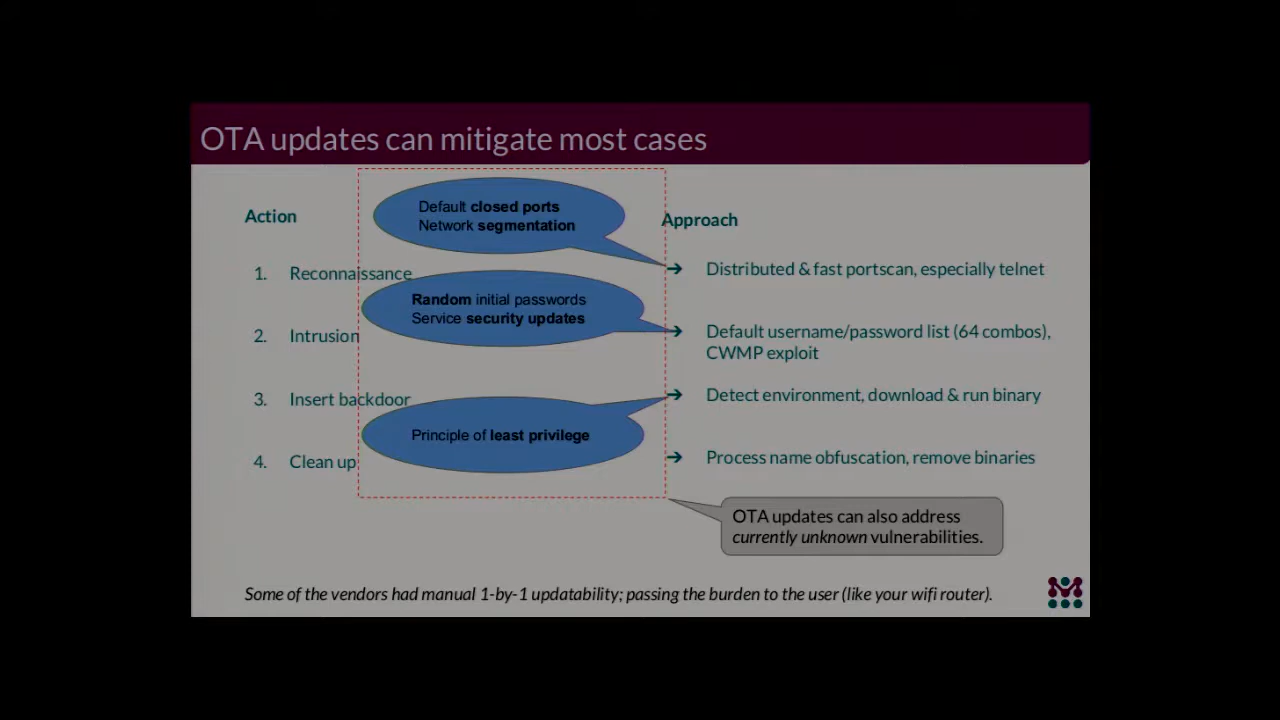 OTA updates can mitigate most cases
Action
Default closed ports
Network segmentation
Approach
1. Reconnaissance
➔ Distributed & fast portscan, especially telnet
Random initial passwords
Service security updates
2. Intrusion
➔ Default username/password list (64 combos),
CWMP exploit
3. Insert backdoor
➔ Detect environment, download & run binary
Principle of least privilege
4. Clean up
➔ Process name obfuscation, remove binaries
OTA updates can also address
currently unknown vulnerabilities.
Some of the vendors had manual 1-by-1 updatability; passing the burden to the user (like your wifi router).